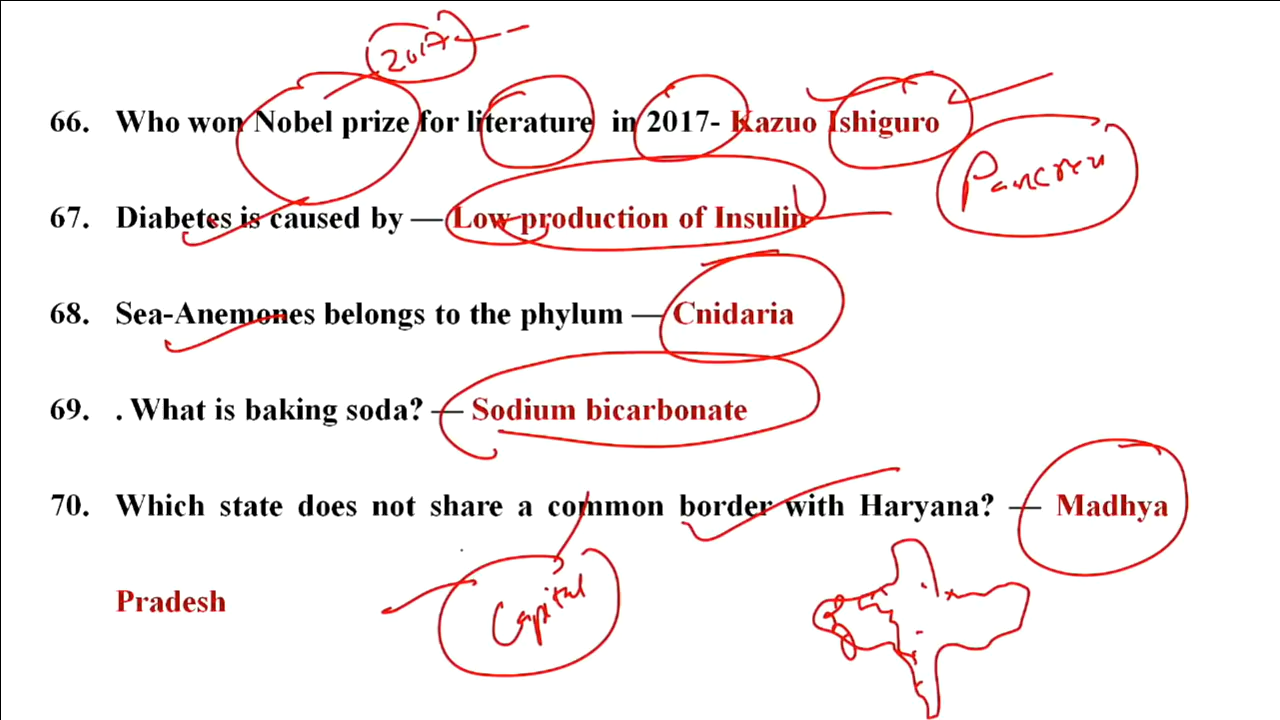 2017
66. Who won Nobel prize for literature in 2017- Kazuo Ishiguro
Pancrea
67. Diabetes is caused by — Low production of Insulin
68. Sea-Anemones belongs to the phylum — Cnidaria
69. . What is baking soda? — Sodium bicarbonate
70. Which state does not share a common border with Haryana? — Madhya
Pradesh
Capital